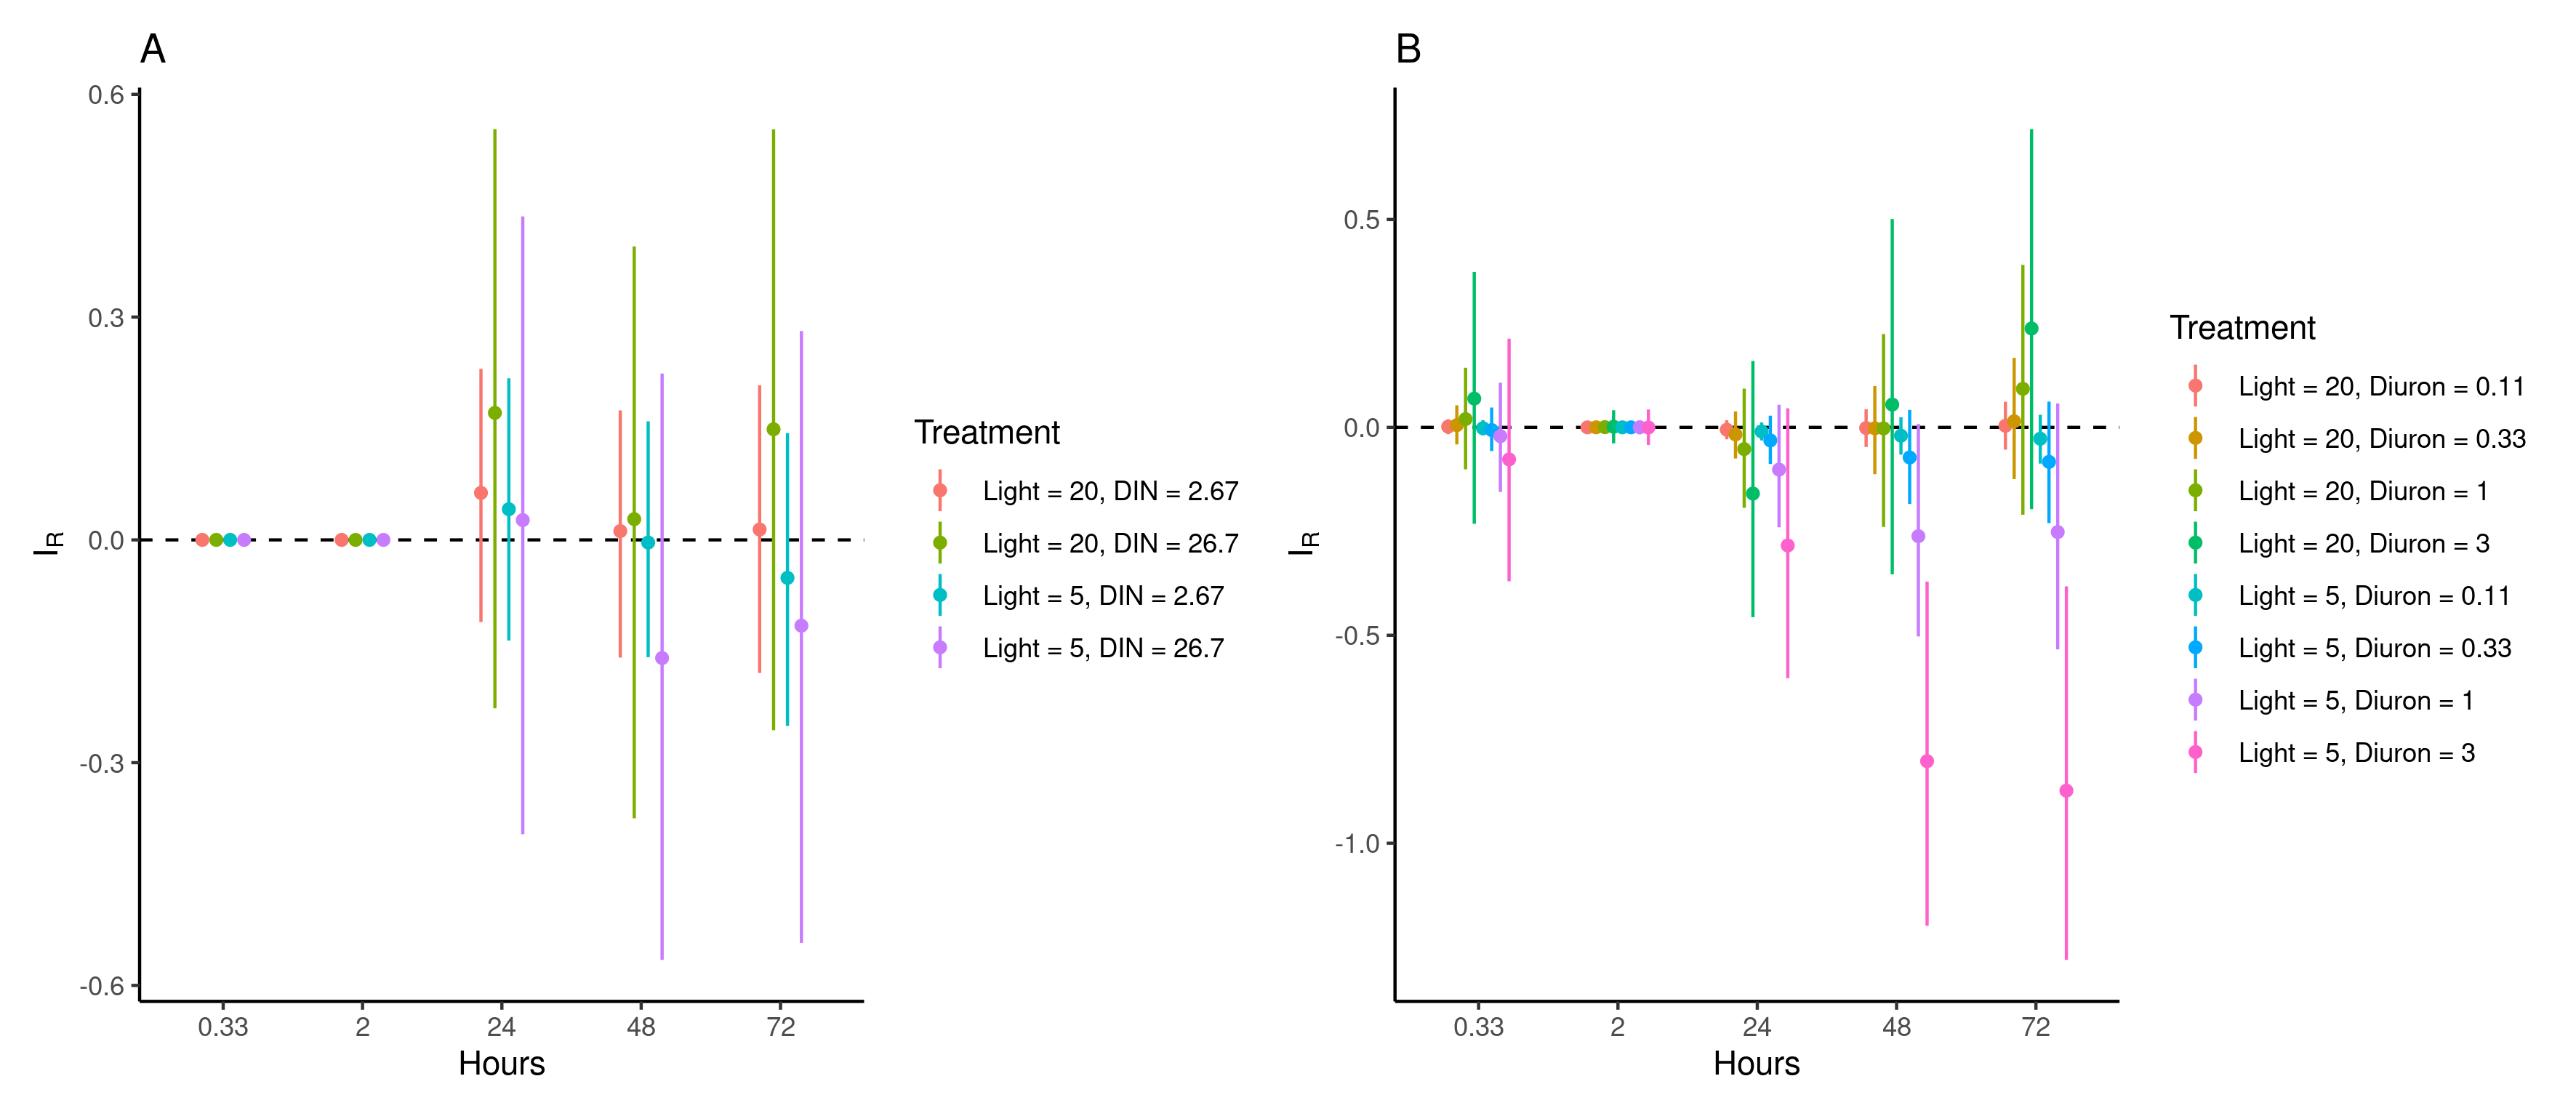 A
0.6
0.3
0.0
-0.3
-0.6
I_R
0.33 2 24 48 72
Hours
Treatment
Light = 20, DIN = 2.67
Light = 20, DIN = 26.7
Light = 5, DIN = 2.67
Light = 5, DIN = 26.7
B
0.5
0.0
-0.5
-1.0
I_R
0.33 2 24 48 72
Hours
Treatment
Light = 20, Diuron = 0.11
Light = 20, Diuron = 0.33
Light = 20, Diuron = 1
Light = 20, Diuron = 3
Light = 5, Diuron = 0.11
Light = 5, Diuron = 0.33
Light = 5, Diuron = 1
Light = 5, Diuron = 3